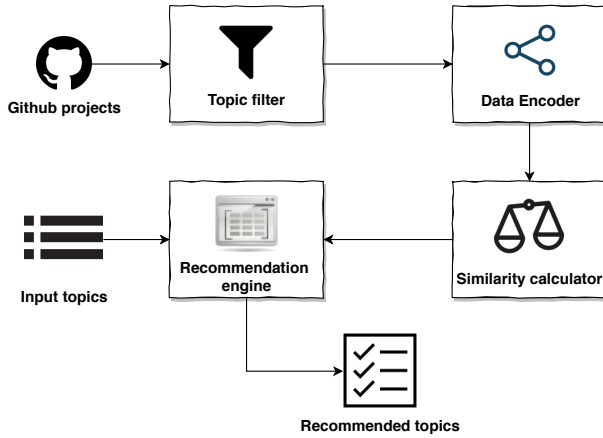 Github projects
Topic filter
Data Encoder
Input topics
Recommendation
engine
Similarity calculator
Recommended topics